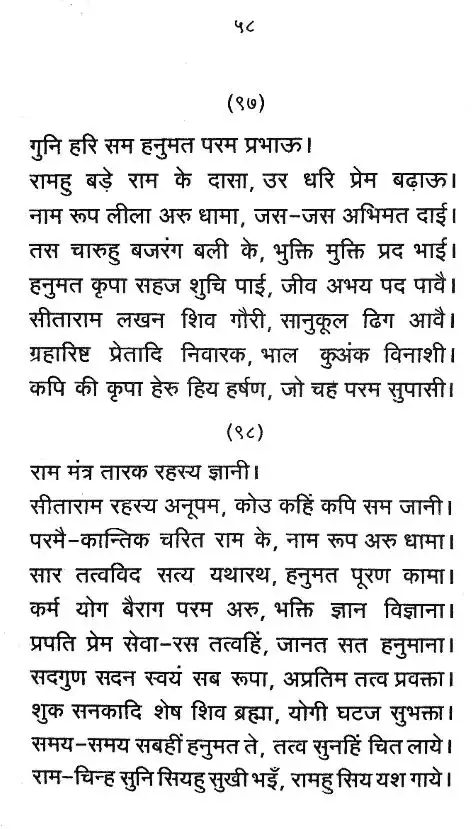 ५८
(९७)
गुनि हरि सम हनुमत परम प्रभाऊ।
रामहु बड़े राम के दासा, उर धरि प्रेम बढ़ाऊ।
नाम रूप लीला अरु धामा, जस-जस अभिमत दाई।
तस चारुहु बजरंग बली के, भुक्ति मुक्ति प्रद भाई।
हनुमत कृपा सहज शुचि पाई, जीव अभय पद पावै।
सीताराम लखन शिव गौरी, सानुकूल ढिग आवै।
ग्रहारिष्ट प्रेतादि निवारक, भाल कुअंक विनाशी।
कपि की कृपा हेरु हिय हर्षण, जो चह परम सुपासी।
(९८)
राम मंत्र तारक रहस्य ज्ञानी।
सीताराम रहस्य अनूपम, कोउ कहिं कपि सम जानी।
परमै-कान्तिक चरित राम के, नाम रूप अरु धामा।
सार तत्वविद सत्य यथारथ, हनुमत पूरण कामा।
कर्म योग बैराग परम अरु, भक्ति ज्ञान विज्ञाना।
प्रपति प्रेम सेवा-रस तत्वहिं, जानत सत हनुमाना।
सदगुण सदन स्वयं सब रूपा, अप्रतिम तत्व प्रवक्ता।
शुक सनकादि शेष शिव ब्रह्मा, योगी घटज सुभक्ता।
समय-समय सबहीं हनुमत ते, तत्व सुनहिं चित लाये।
राम-चिन्ह सुनि सियहु सुखी भइँ, रामहु सिय यश गाये।